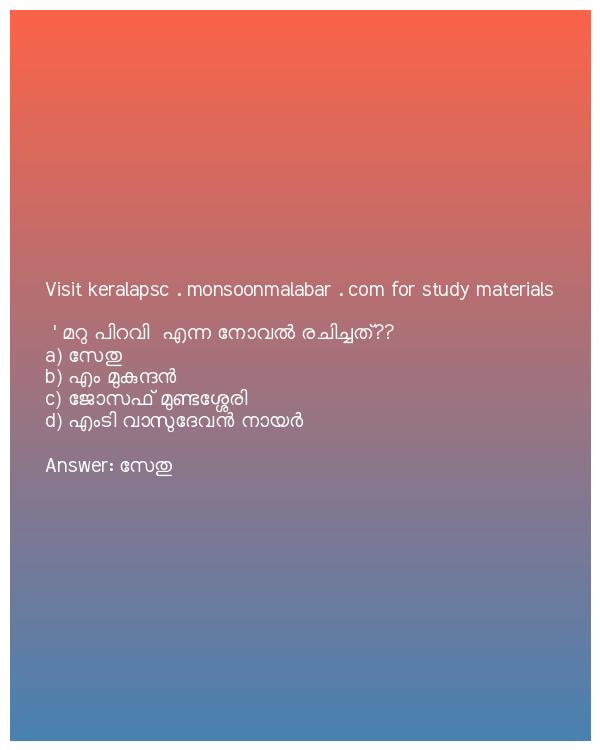 Visit keralapsc . monsoonmalabar . com for study materials
' മറു പിറവി എന്ന നോവൽ രചിച്ചത്??
a) സേതു
b) എം മുകുന്ദൻ
c) ജോസഫ് മുണ്ടശ്ശേരി
d) എംടി വാസുദേവൻ നായർ
Answer: സേതു